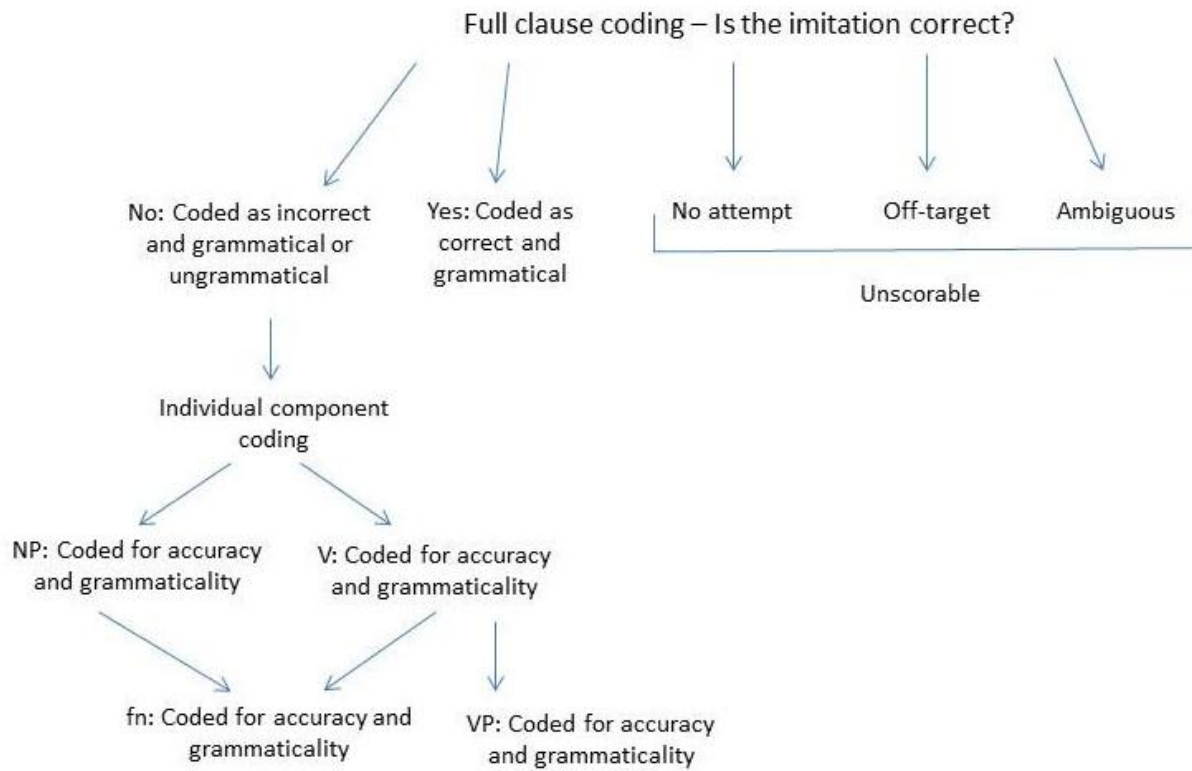 Full clause coding – Is the imitation correct?
No: Coded as incorrect
and grammatical or
ungrammatical
Yes: Coded as
correct and
grammatical
No attempt
Off-target
Ambiguous
Unscorable
Individual component
coding
NP: Coded for accuracy
and grammaticality
V: Coded for accuracy
and grammaticality
fn: Coded for accuracy and
grammaticality
VP: Coded for accuracy
and grammaticality